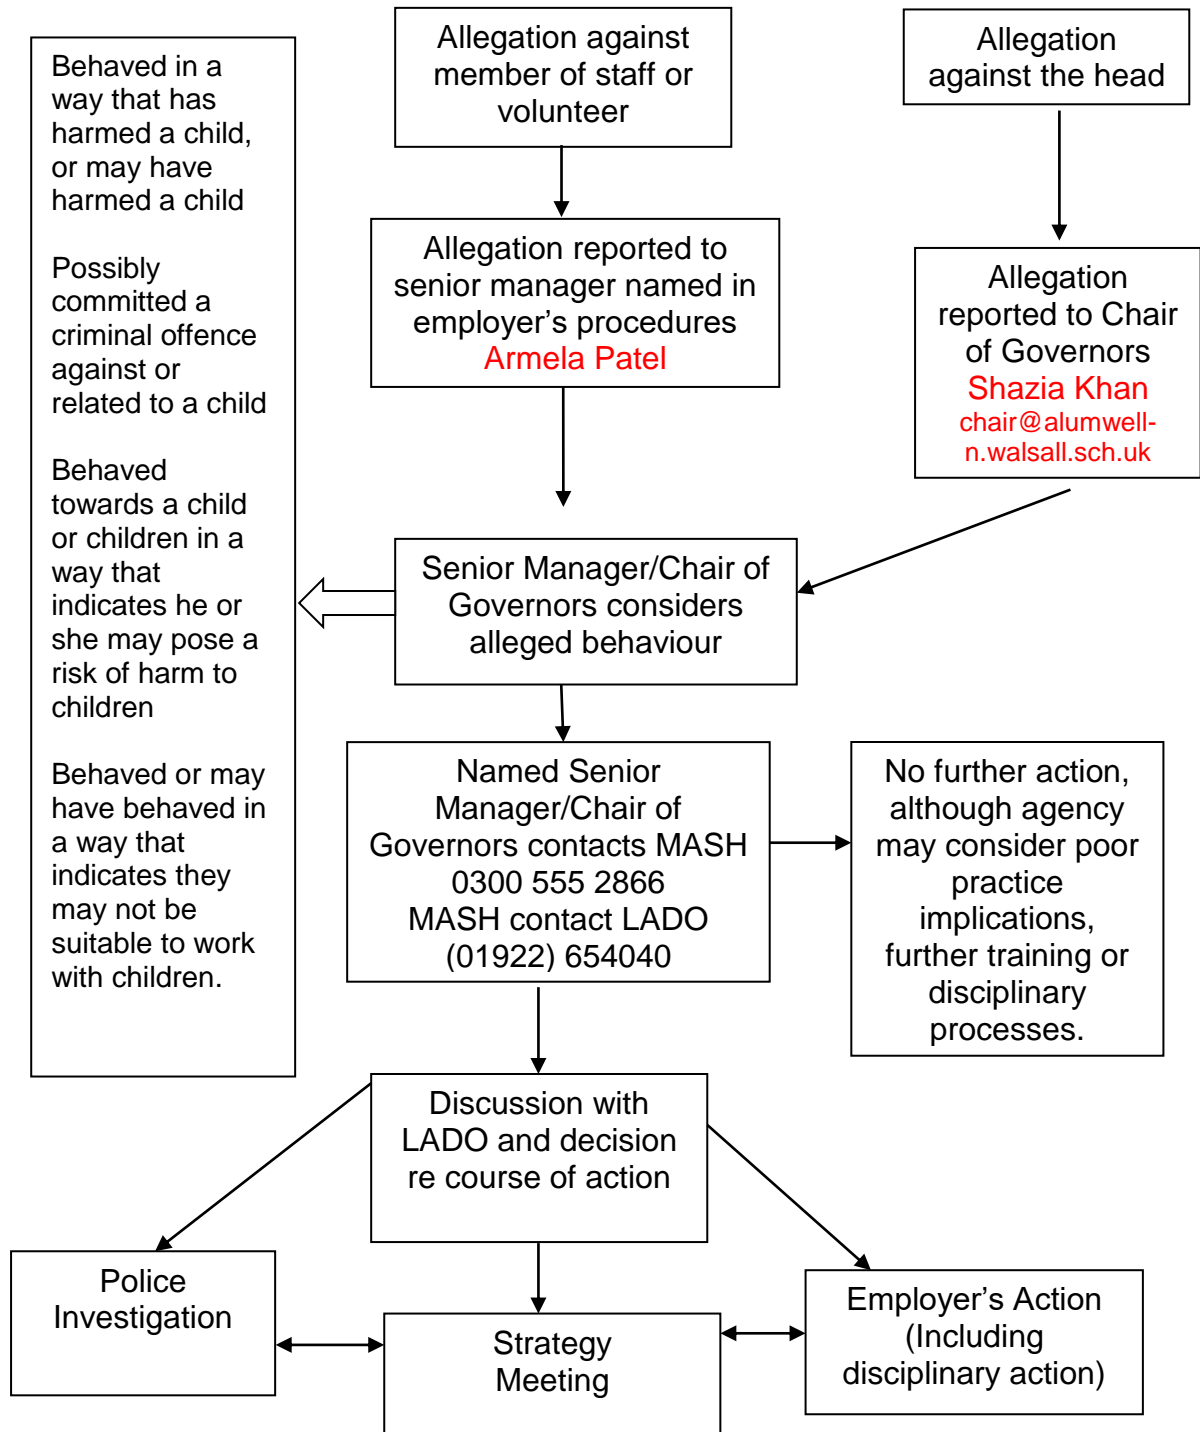 Behaved in a
way that has
harmed a child,
or may have
harmed a child
Possibly
committed a
criminal offence
against or
related to a child
Behaved
towards a child
or children in a
way that
indicates he or
she may pose a
risk of harm to
children
Behaved or may
have behaved in
a way that
indicates they
may not be
suitable to work
with children.
Allegation against
member of staff or
volunteer
Allegation
against the head
Allegation reported to
senior manager named in
employer’s procedures
Armela Patel
Allegation
reported to Chair
of Governors
Shazia Khan
chair@alumwell-
n.walsall.sch.uk
Senior Manager/Chair of
Governors considers
alleged behaviour
Named Senior
Manager/Chair of
Governors contacts MASH
0300 555 2866
MASH contact LADO
(01922) 654040
No further action,
although agency
may consider poor
practice
implications,
further training or
disciplinary
processes.
Discussion with
LADO and decision
re course of action
Police
Investigation
Strategy
Meeting
Employer’s Action
(Including
disciplinary action)